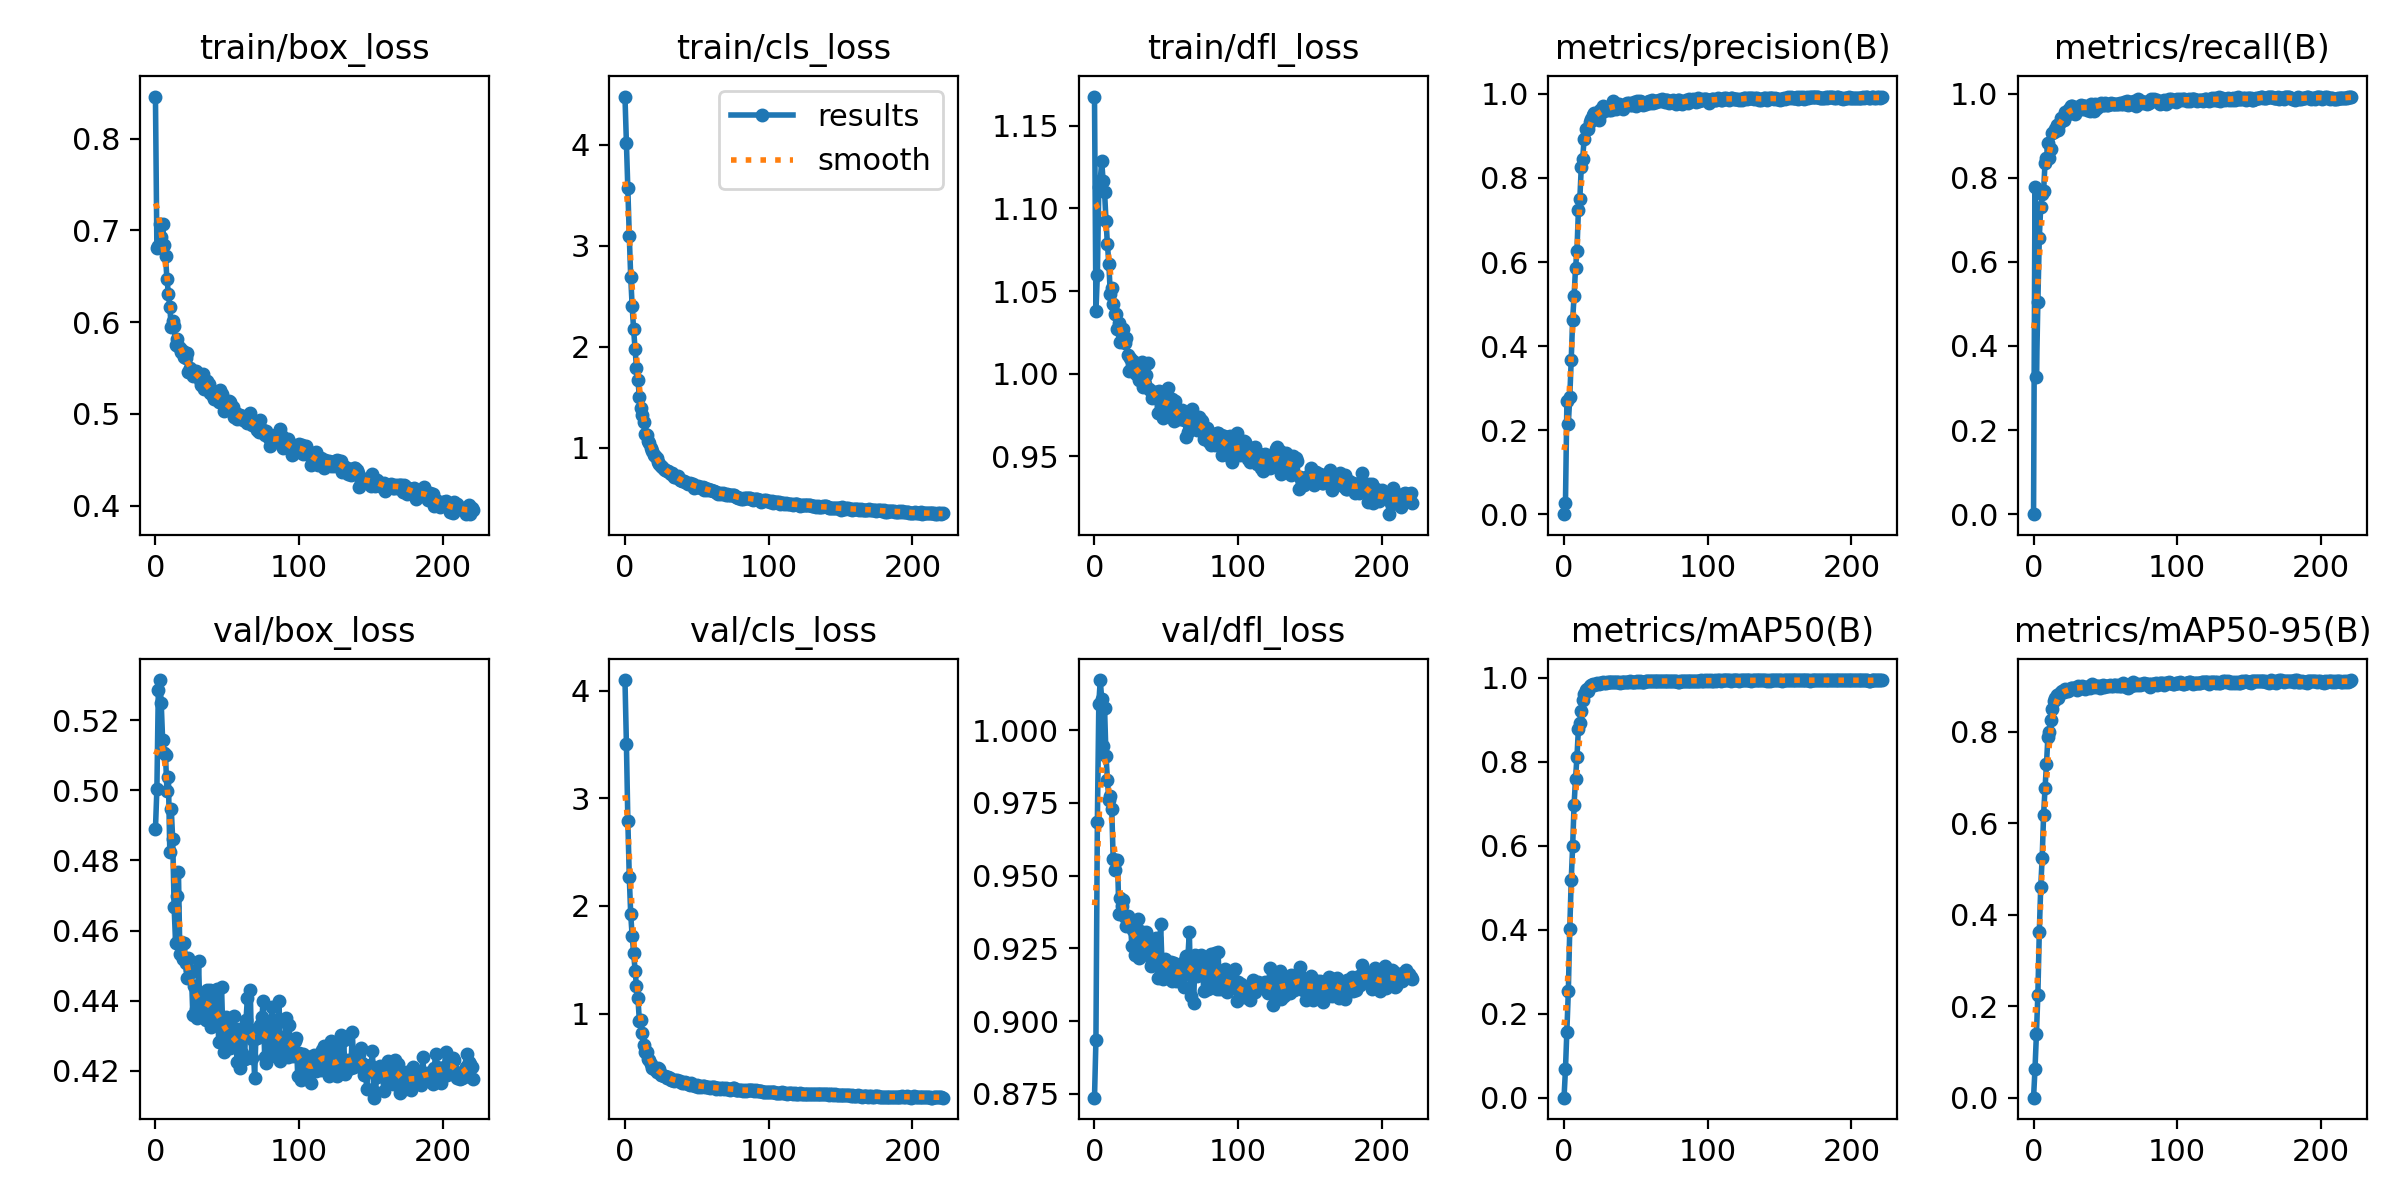 train/box_loss
0.8
0.7
0.6
0.5
0.4
0 100 200
train/cls_loss
results
smooth
4
3
2
1
0 100 200
train/dfl_loss
1.15
1.10
1.05
1.00
0.95
0 100 200
metrics/precision(B)
1.0
0.8
0.6
0.4
0.2
0.0
0 100 200
metrics/recall(B)
1.0
0.8
0.6
0.4
0.2
0.0
0 100 200
val/box_loss
0.52
0.50
0.48
0.46
0.44
0.42
0 100 200
val/cls_loss
4
3
2
1
0 100 200
val/dfl_loss
1.000
0.975
0.950
0.925
0.900
0.875
0 100 200
metrics/mAP50(B)
1.0
0.8
0.6
0.4
0.2
0.0
0 100 200
metrics/mAP50-95(B)
0.8
0.6
0.4
0.2
0.0
0 100 200